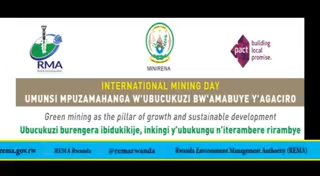 RMA
MINIRENA
pact
building
local
promise.
INTERNATIONAL MINING DAY
UMUNSI MPUZAMAHANGA W'UBUCUKUZI BW'AMABUYE Y'AGACIRO
Green mining as the pillar of growth and sustainable development
Ubucukuzi burengera ibidukikije, inkingi y'ubukungu n'iterambere rirambye
rema.gov.rw REMA Rwanda @remarwanda Rwanda Environment Management Authority (REMA)